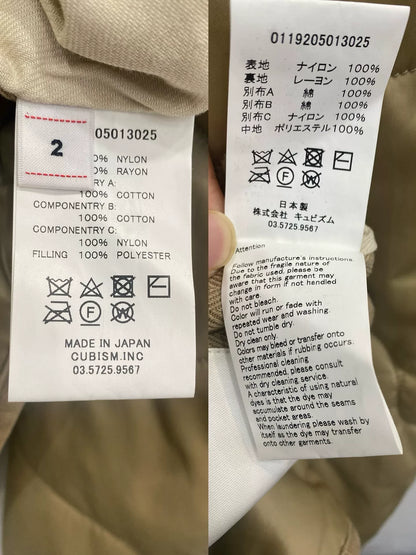 2
05013025
100% NYLON
100% RAYON
COMPONENTRY A:
100% COTTON
COMPONENTRY B:
100% COTTON
COMPONENTRY C:
100% NYLON
FILLING 100% POLYESTER
MADE IN JAPAN
CUBISM.INC
03.5725.9567
0119205013025
表地 ナイロン 100%
裏地 レーヨン 100%
別布A 綿 100%
別布B 綿 100%
別布C ナイロン 100%
中地 ポリエステル 100%
日本製
株式会社 キュビズム
03.5725.9567
Attention
Follow manufacture's instructions.
Due to the fragile nature of
the fabric used, please be
aware that this garment may
change in form if not handled
with care.
Do not bleach.
Color will run or fade with
repeated wear and washing.
Do not tumble dry.
Dry clean only.
Colors may bleed or transfer onto
other materials if rubbing occurs.
Professional cleaning
recommended, please consult
with dry cleaning service.
A characteristic of using natural
dyes is that the dye may
accumulate around the seams
and pocket areas.
When laundering please wash by
itself as the dye may transfer
onto other garments.